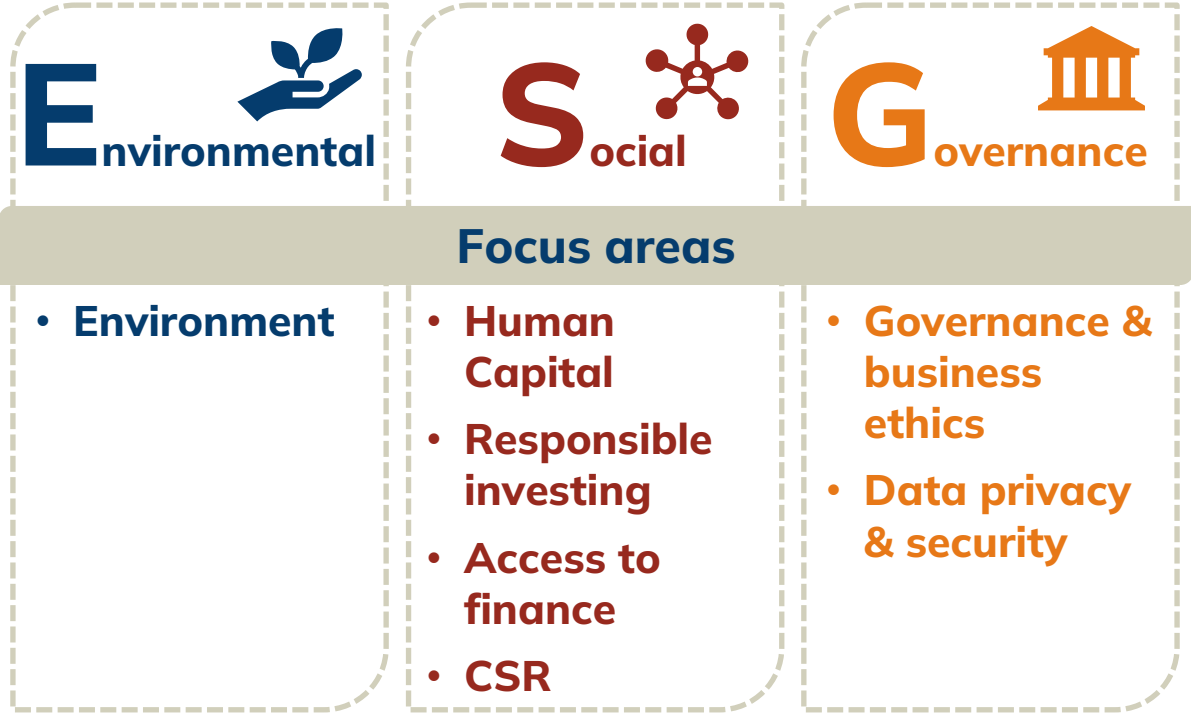 Environmental
Social
Governance
Focus areas
• Environment
• Human
Capital
• Responsible
investing
• Access to
finance
• CSR
• Governance &
business
ethics
• Data privacy
& security